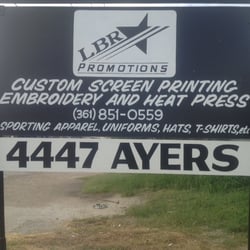 LBR
PROMOTIONS
CUSTOM SCREEN PRINTING
EMBROIDERY AND HEAT PRESS
(361) 851-0559
SPORTING APPAREL, UNIFORMS, HATS, T-SHIRTS,
4447 AYERS